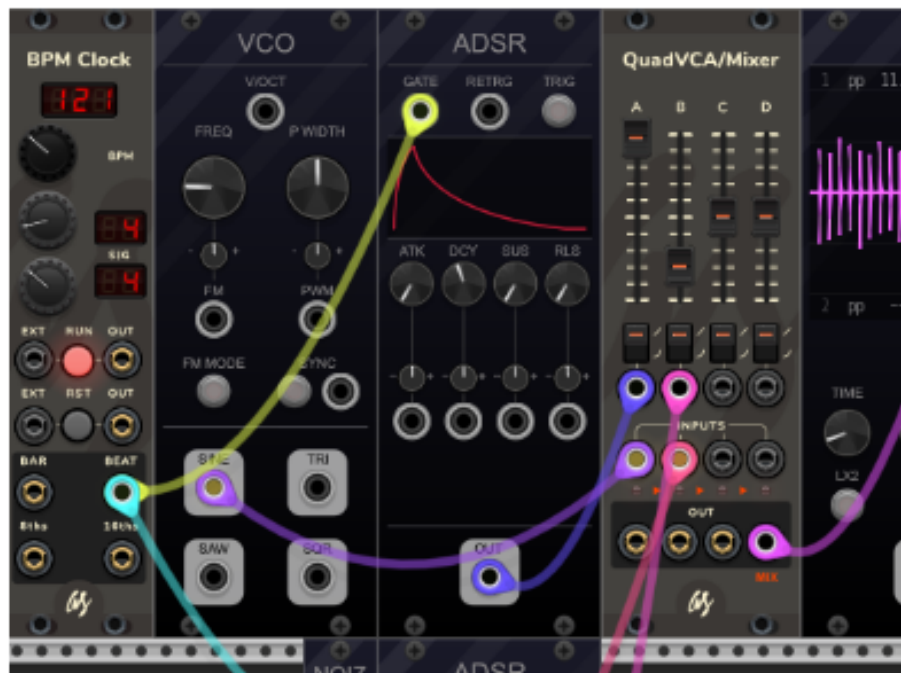 BPM Clock
121
BPM
4
SIG
4
EXT RUN OUT
EXT RST OUT
BAR BEAT
8ths 16ths
VCO
V/OCT
FREQ P WIDTH
- + - +
FM PWM
FM MODE SYNC
SINE TRI
SAW SQR
ADSR
GATE RETRG TRIG
ATK DCY SUS RLS
- + - + - + - +
OUT
QuadVCA/Mixer
A B C D
INPUTS
OUT
MIX
1 pp 11.
2 pp --
TIME
1X2
NOIZ
ADSR